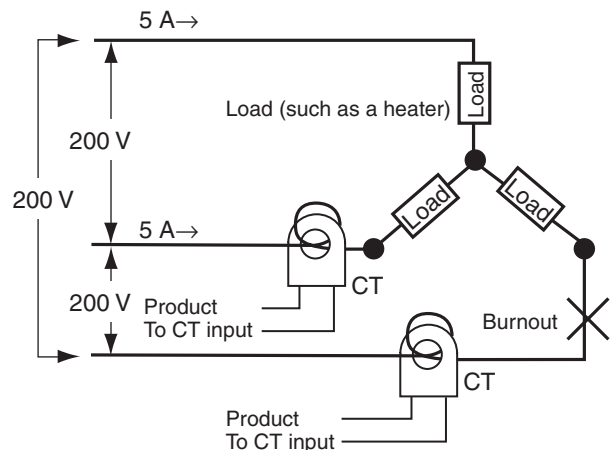 5 A→
Load
Load (such as a heater)
200 V
200 V
Load
Load
5 A→
CT
200 V
Product
To CT input
Burnout
CT
Product
To CT input